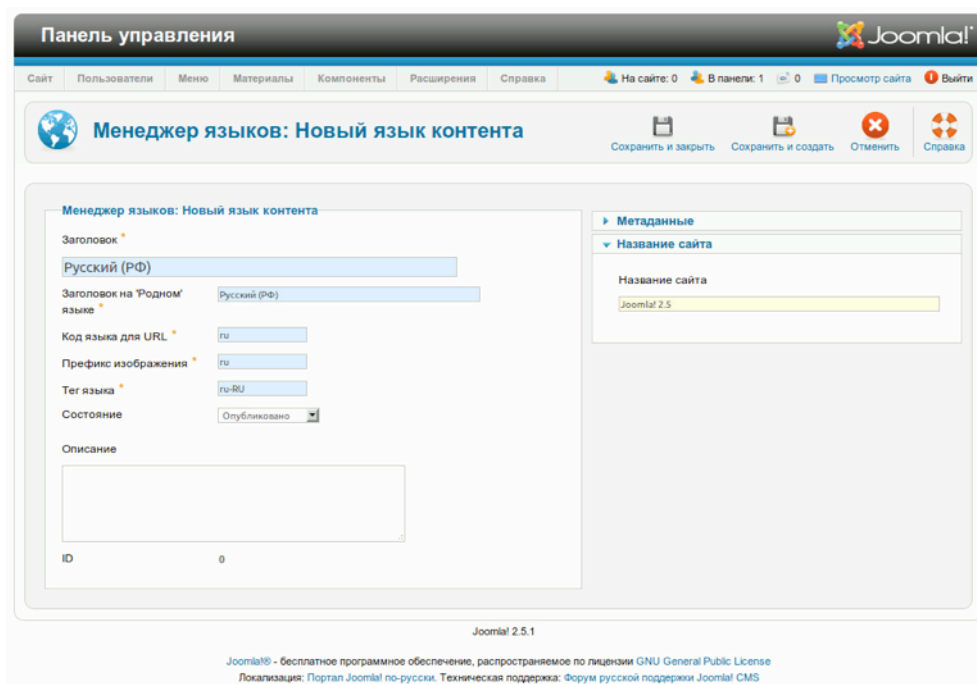 Панель управления
Joomla!
Сайт Пользователи Меню Материалы Компоненты Расширения Справка На сайте: 0 В панели: 1 0 Просмотр сайта Выйти
Менеджер языков: Новый язык контента
Сохранить и закрыть Сохранить и создать Отменить Справка
Менеджер языков: Новый язык контента
Заголовок *
Русский (РФ)
Заголовок на 'Родном' языке * Русский (РФ)
Код языка для URL * ru
Префикс изображения * ru
Тег языка * ru-RU
Состояние Опубликовано
Описание
ID 0
Метаданные
Название сайта
Название сайта
Joomla! 2.5
Joomla! 2.5.1
Joomla!® - бесплатное программное обеспечение, распространяемое по лицензии GNU General Public License
Локализация: Портал Joomla! по-русски. Техническая поддержка: Форум русской поддержки Joomla! CMS